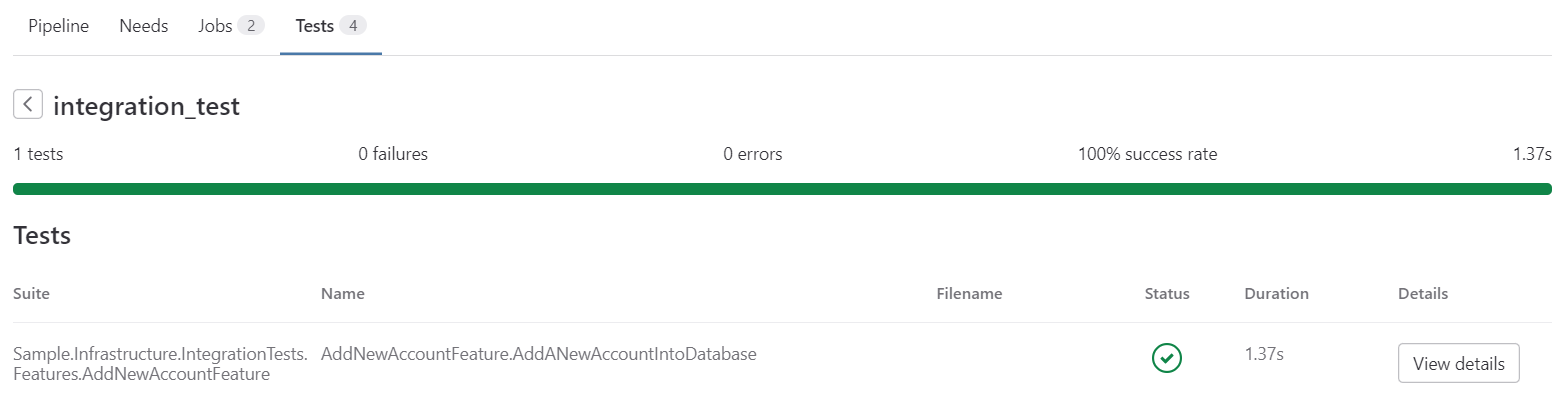 Pipeline Needs Jobs 2 Tests 4
integration_test
1 tests 0 failures 0 errors 100% success rate 1.37s
Tests
Suite Name Filename Status Duration Details
Sample.Infrastructure.IntegrationTests. AddNewAccountFeature.AddANewAccountIntoDatabase 1.37s
Features.AddNewAccountFeature View details